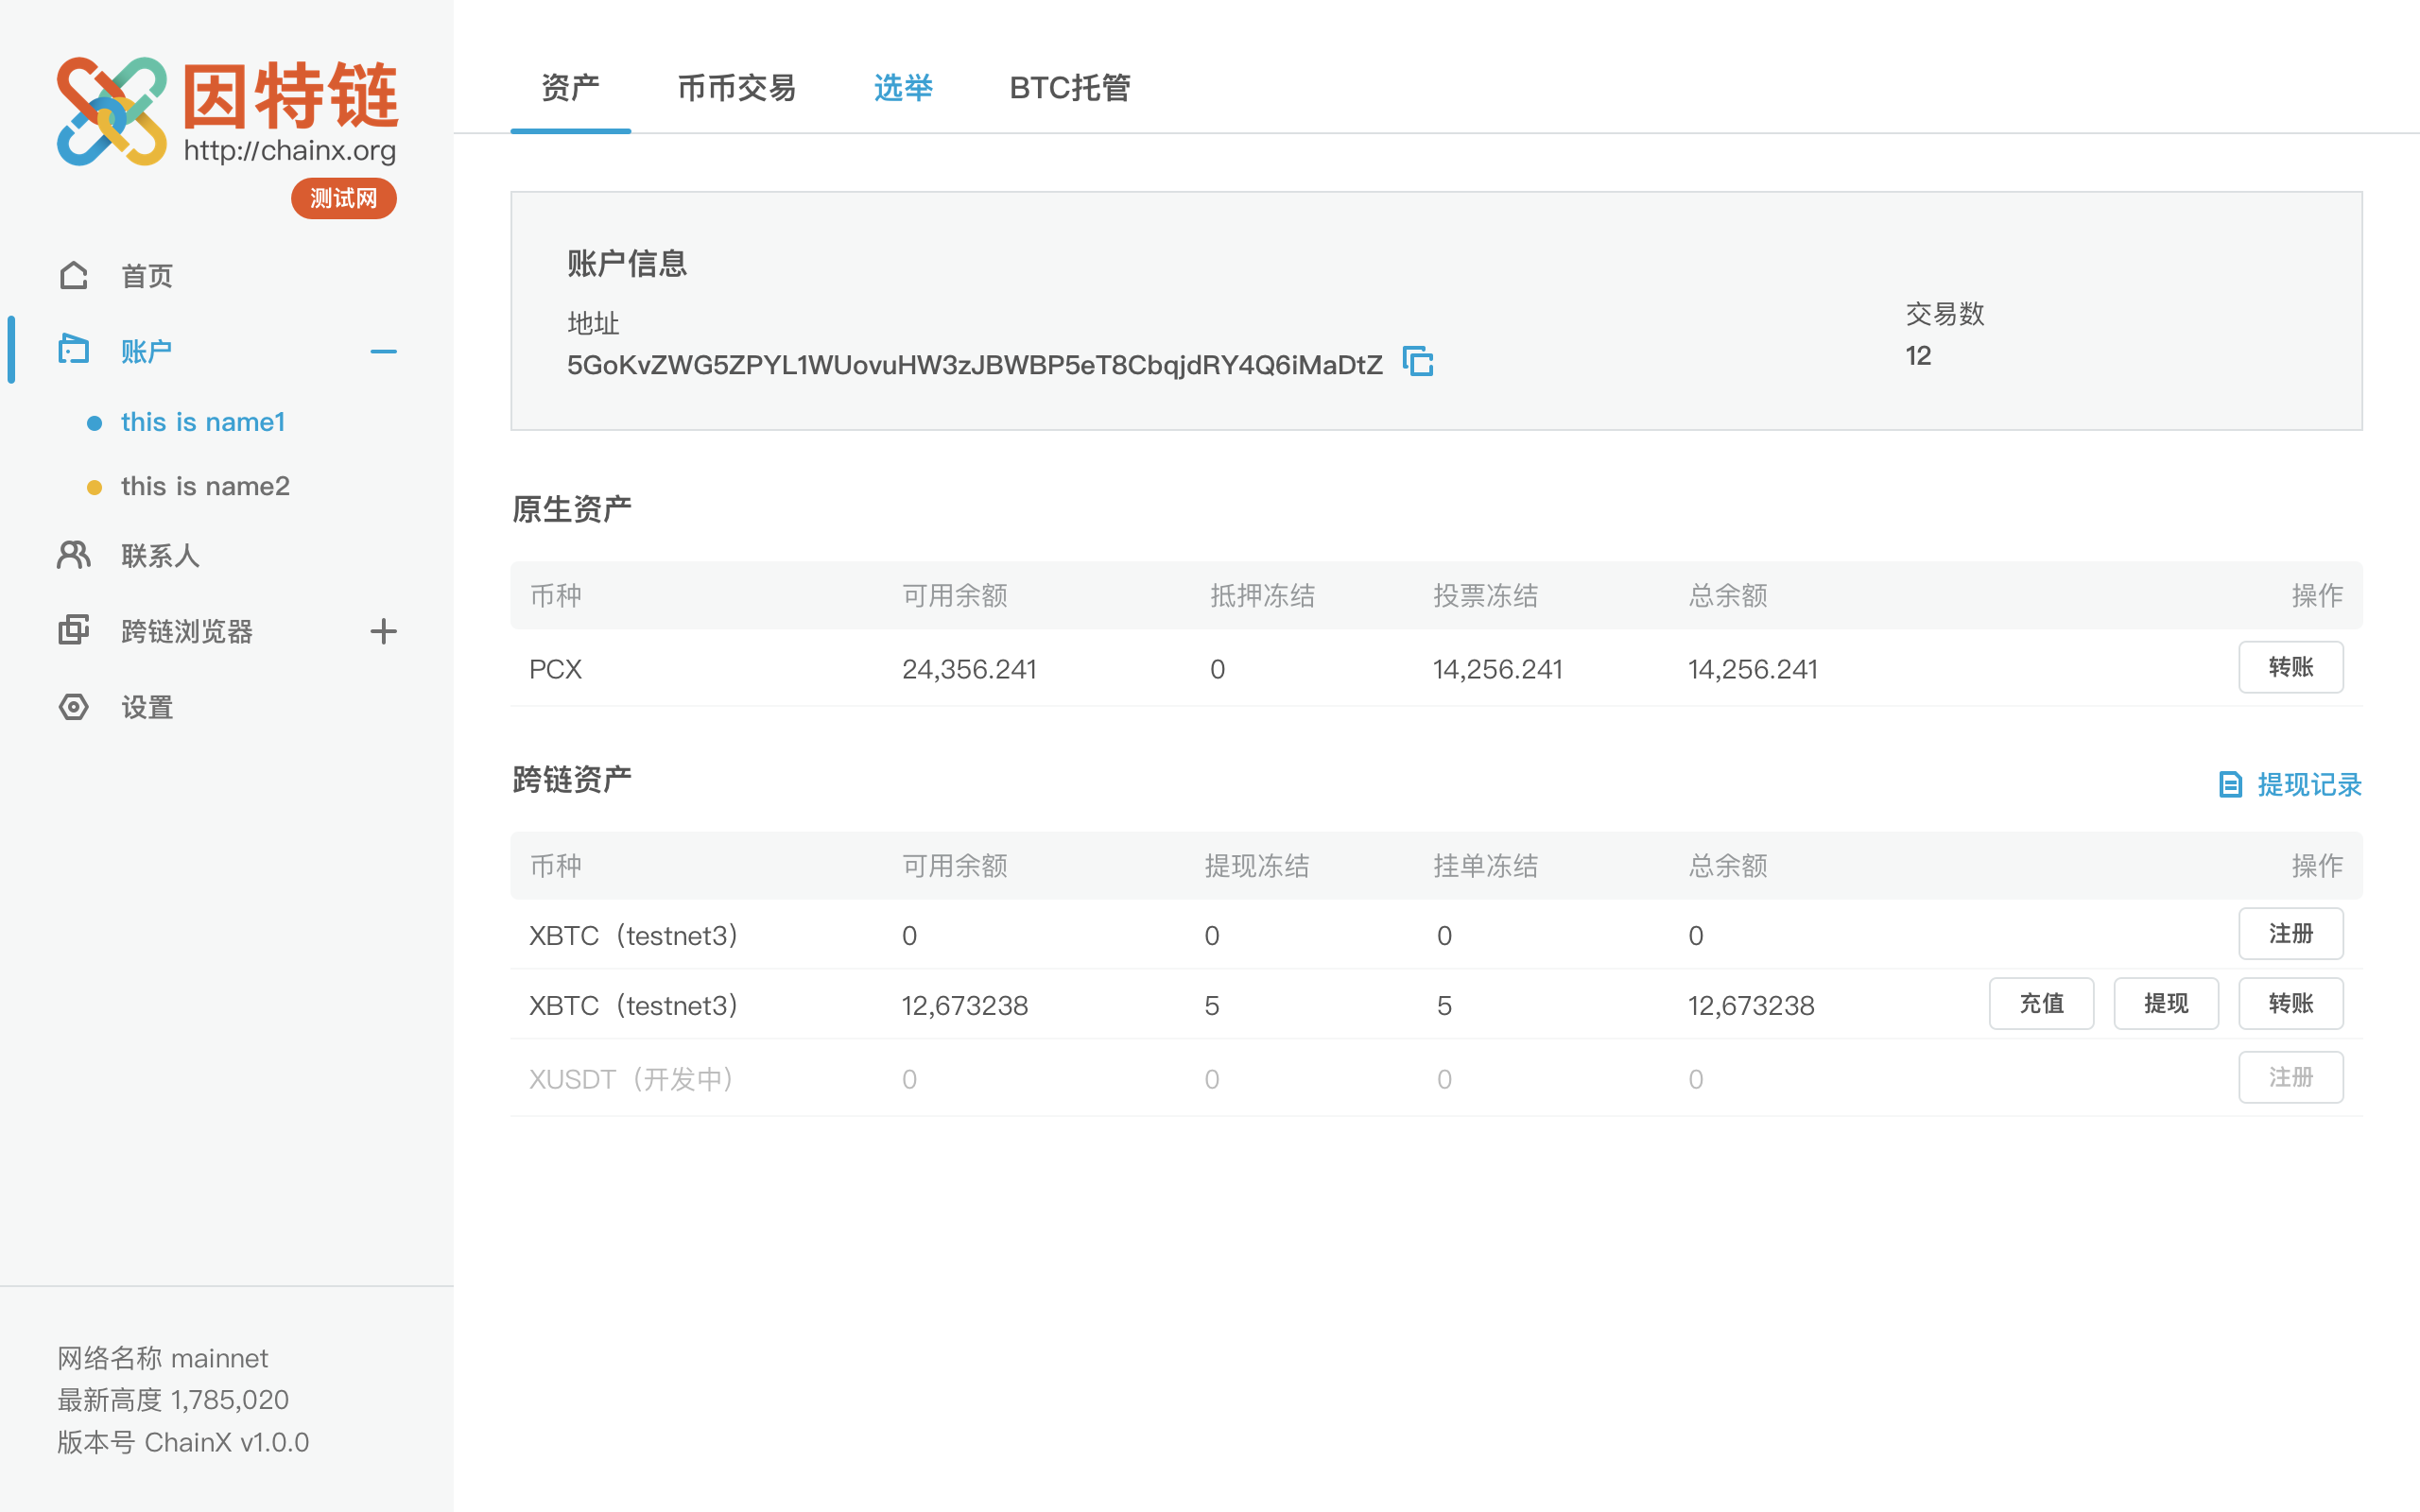 因特链
http://chainx.org
测试网
首页
账户
this is name1
this is name2
联系人
跨链浏览器
设置
网络名称 mainnet
最新高度 1,785,020
版本号 ChainX v1.0.0
资产 币币交易 选举 BTC托管
账户信息
地址
5GoKvZWG5ZPYL1WUovuHW3zJBWBP5eT8CbqjdRY4Q6iMaDtZ
交易数
12
原生资产
币种 可用余额 抵押冻结 投票冻结 总余额 操作
PCX 24,356.241 0 14,256.241 14,256.241 转账
跨链资产
提现记录
币种 可用余额 提现冻结 挂单冻结 总余额 操作
XBTC（testnet3） 0 0 0 0 注册
XBTC（testnet3） 12,673238 5 5 12,673238 充值 提现 转账
XUSDT（开发中） 0 0 0 0 注册